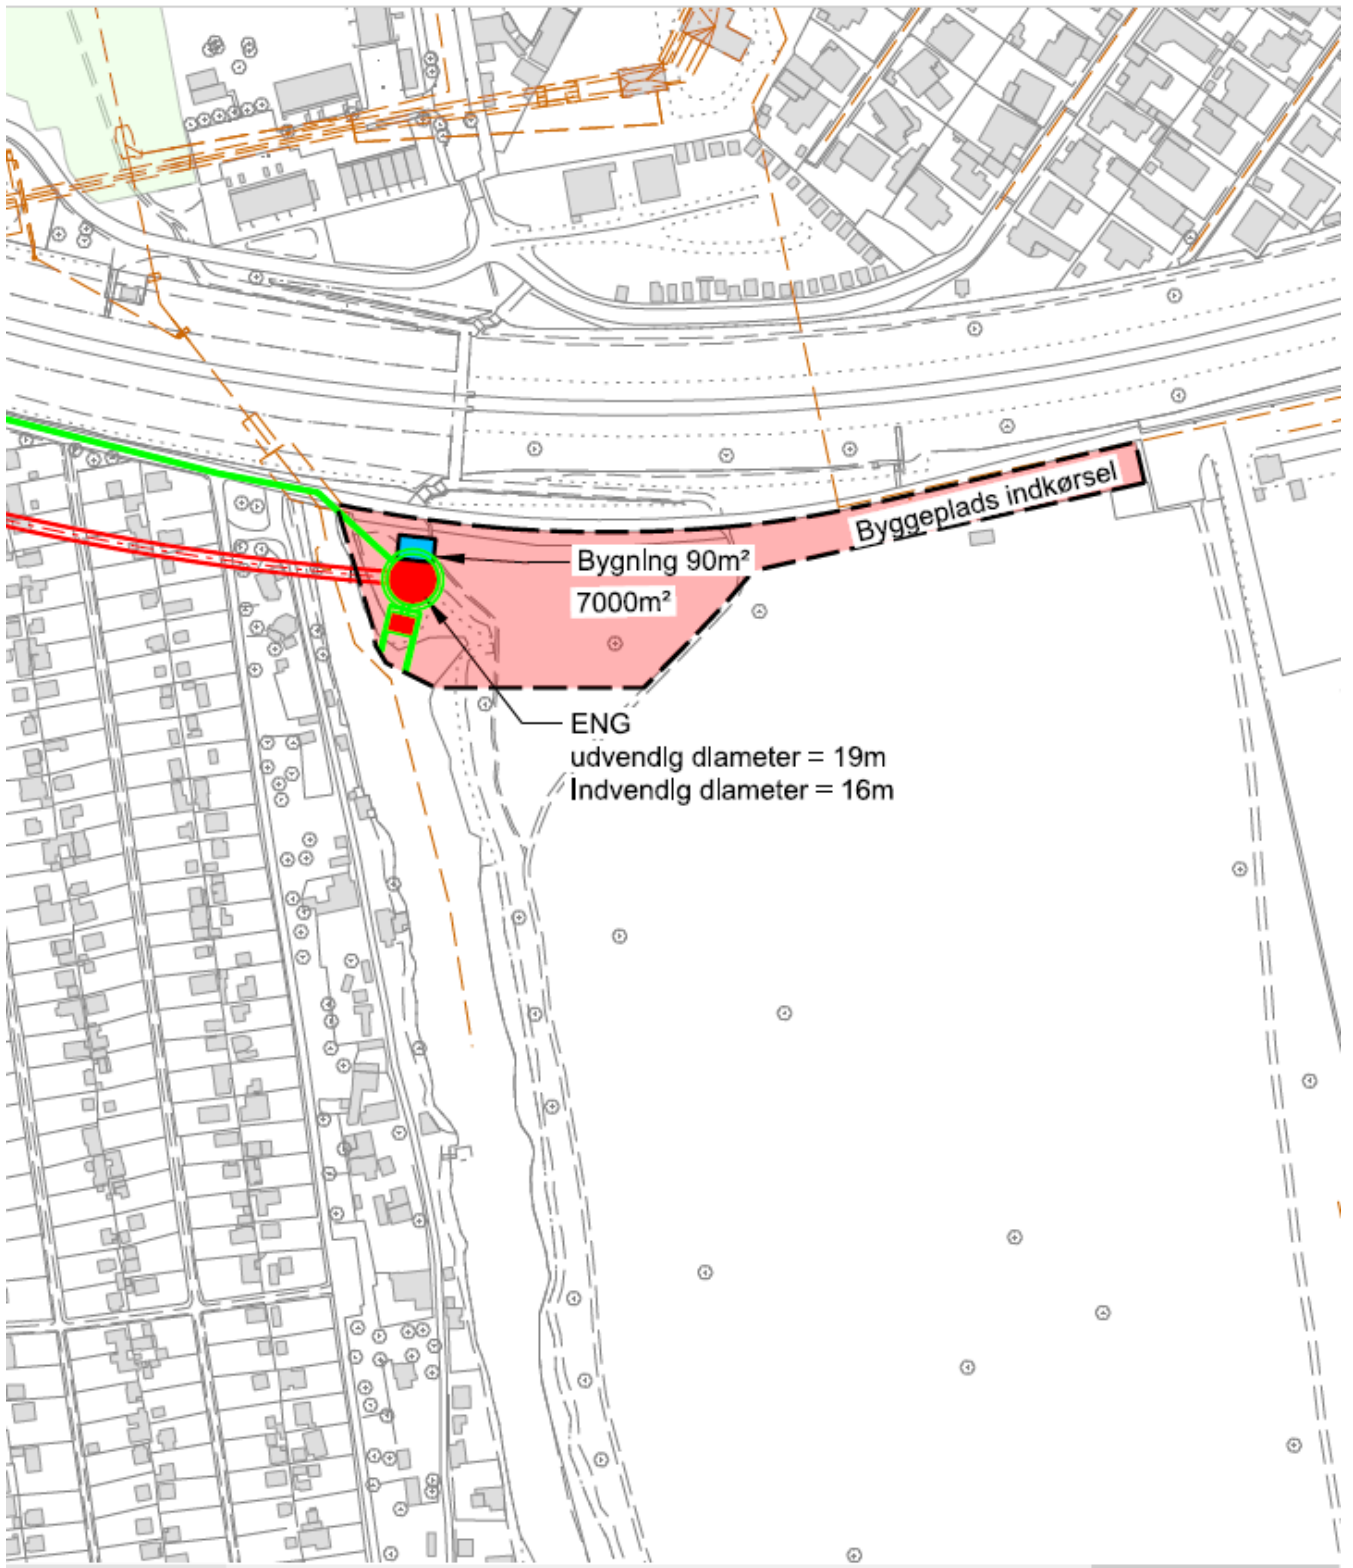 Byggeplads indkørsel
Bygning 90m²
7000m²
ENG
udvendig diameter = 19m
Indvendig diameter = 16m